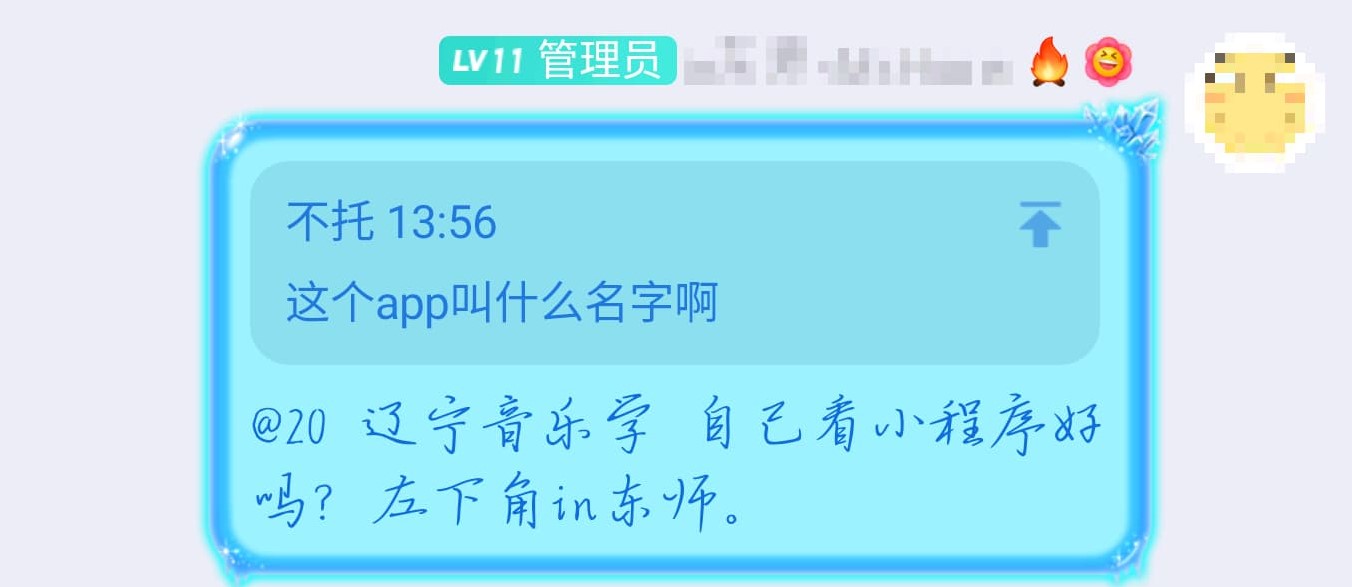 LV11 管理员
不托 13:56
这个app叫什么名字啊
@20 辽宁音乐学 自己看小程序好
吗？左下角in东师。